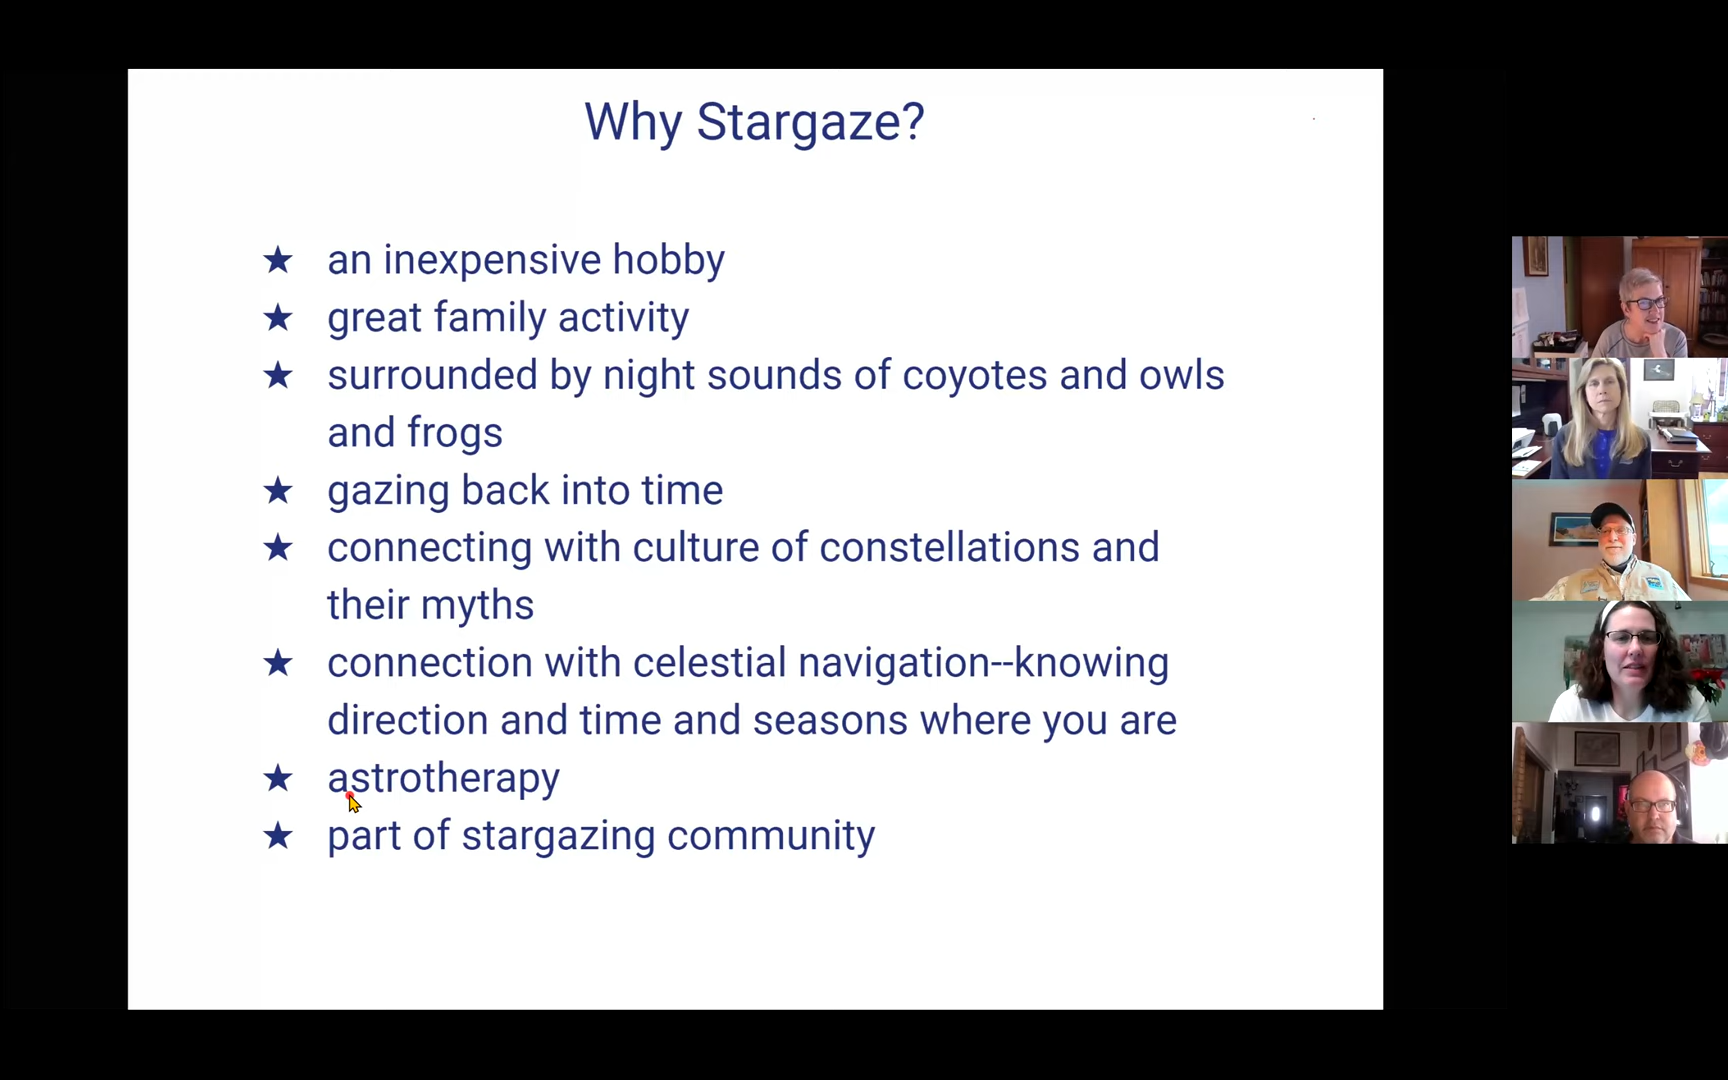 Why Stargaze?
★ an inexpensive hobby
★ great family activity
★ surrounded by night sounds of coyotes and owls
and frogs
★ gazing back into time
★ connecting with culture of constellations and
their myths
★ connection with celestial navigation--knowing
direction and time and seasons where you are
★ astrotherapy
★ part of stargazing community